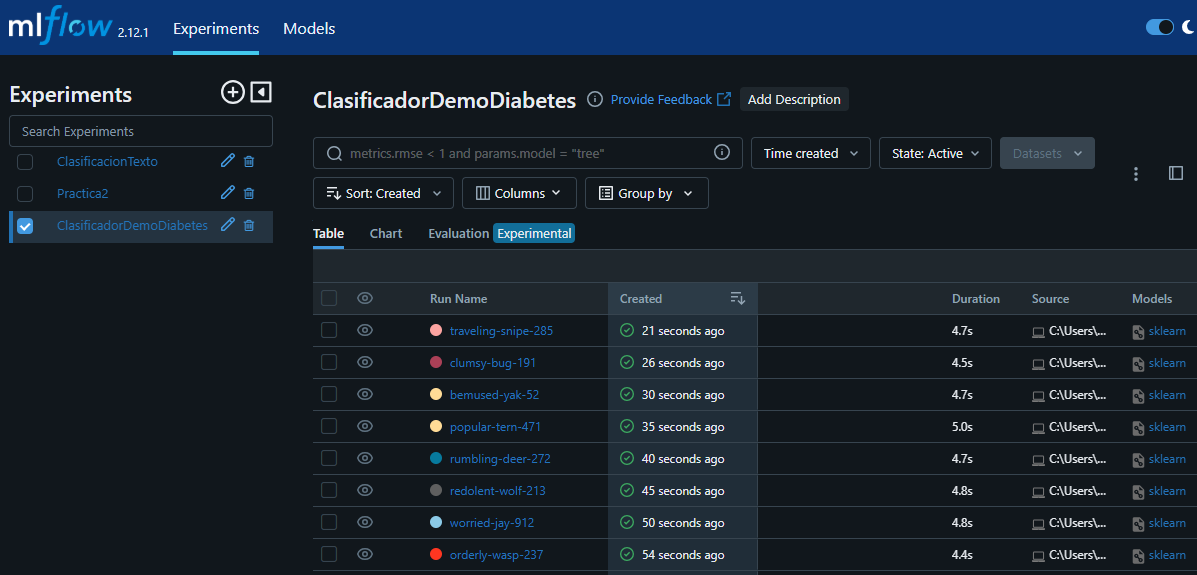 mlflow 2.12.1 Experiments Models
Experiments
Search Experiments
ClasificacionTexto
Practica2
ClasificadorDemoDiabetes
ClasificadorDemoDiabetes Provide Feedback Add Description
metrics.rmse < 1 and params.model = "tree" Time created State: Active Datasets
Sort: Created Columns Group by
Table Chart Evaluation Experimental
Run Name Created Duration Source Models
traveling-snipe-285 21 seconds ago 4.7s C:\Users\... sklearn
clumsy-bug-191 26 seconds ago 4.5s C:\Users\... sklearn
bemused-yak-52 30 seconds ago 4.7s C:\Users\... sklearn
popular-tern-471 35 seconds ago 5.0s C:\Users\... sklearn
rumbling-deer-272 40 seconds ago 4.7s C:\Users\... sklearn
redolent-wolf-213 45 seconds ago 4.8s C:\Users\... sklearn
worried-jay-912 50 seconds ago 4.8s C:\Users\... sklearn
orderly-wasp-237 54 seconds ago 4.4s C:\Users\... sklearn